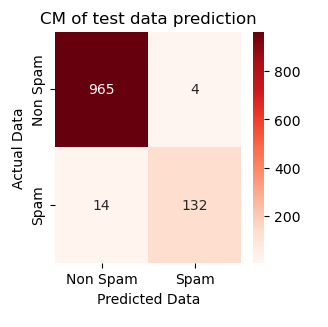 CM of test data prediction
Actual Data
Non Spam
965
4
Spam
14
132
Non Spam
Spam
Predicted Data
800
600
400
200